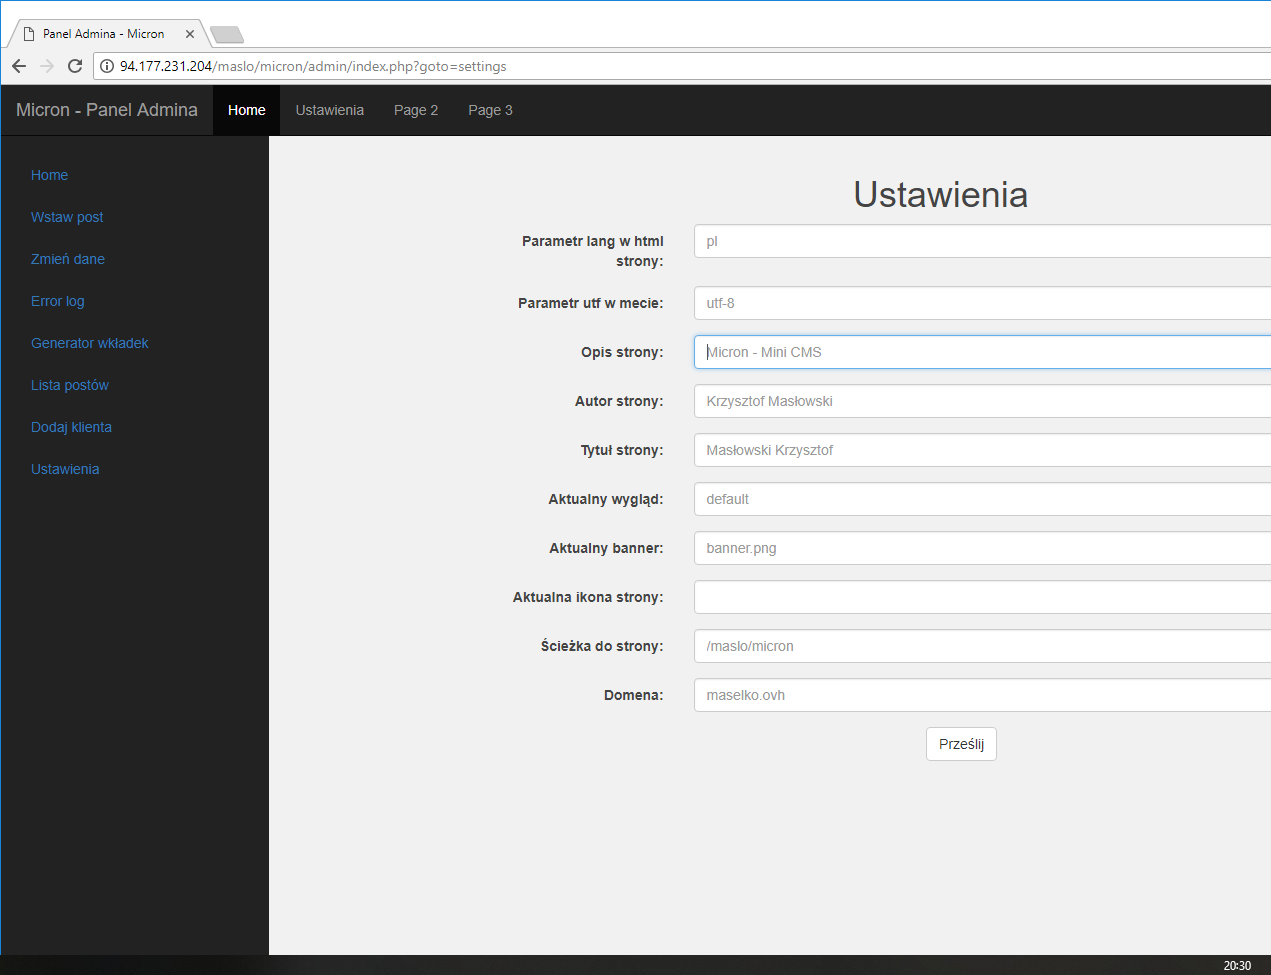 Panel Admina - Micron
94.177.231.204/maslo/micron/admin/index.php?goto=settings
Micron - Panel Admina Home Ustawienia Page 2 Page 3
Home
Wstaw post
Zmień dane
Error log
Generator wkładek
Lista postów
Dodaj klienta
Ustawienia
Ustawienia
Parametr lang w html
strony: pl
Parametr utf w mecie: utf-8
Opis strony: Micron - Mini CMS
Autor strony: Krzysztof Masłowski
Tytuł strony: Masłowski Krzysztof
Aktualny wygląd: default
Aktualny banner: banner.png
Aktualna ikona strony:
Ścieżka do strony: /maslo/micron
Domena: maselko.ovh
Prześlij
20:30